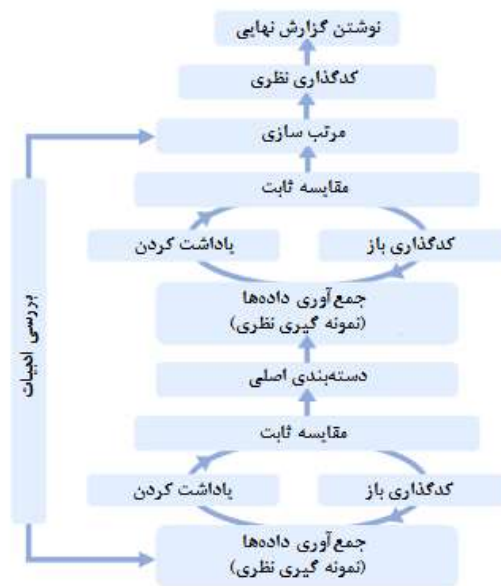 نوشتن گزارش نهایی
کدگذاری نظری
مرتب سازی
مقایسه ثابت
کدگذاری باز
یاداشت کردن
جمع‌آوری داده‌ها
(نمونه گیری نظری)
دسته‌بندی اصلی
مقایسه ثابت
کدگذاری باز
یاداشت کردن
جمع‌آوری داده‌ها
(نمونه گیری نظری)
بررسی ادبیات